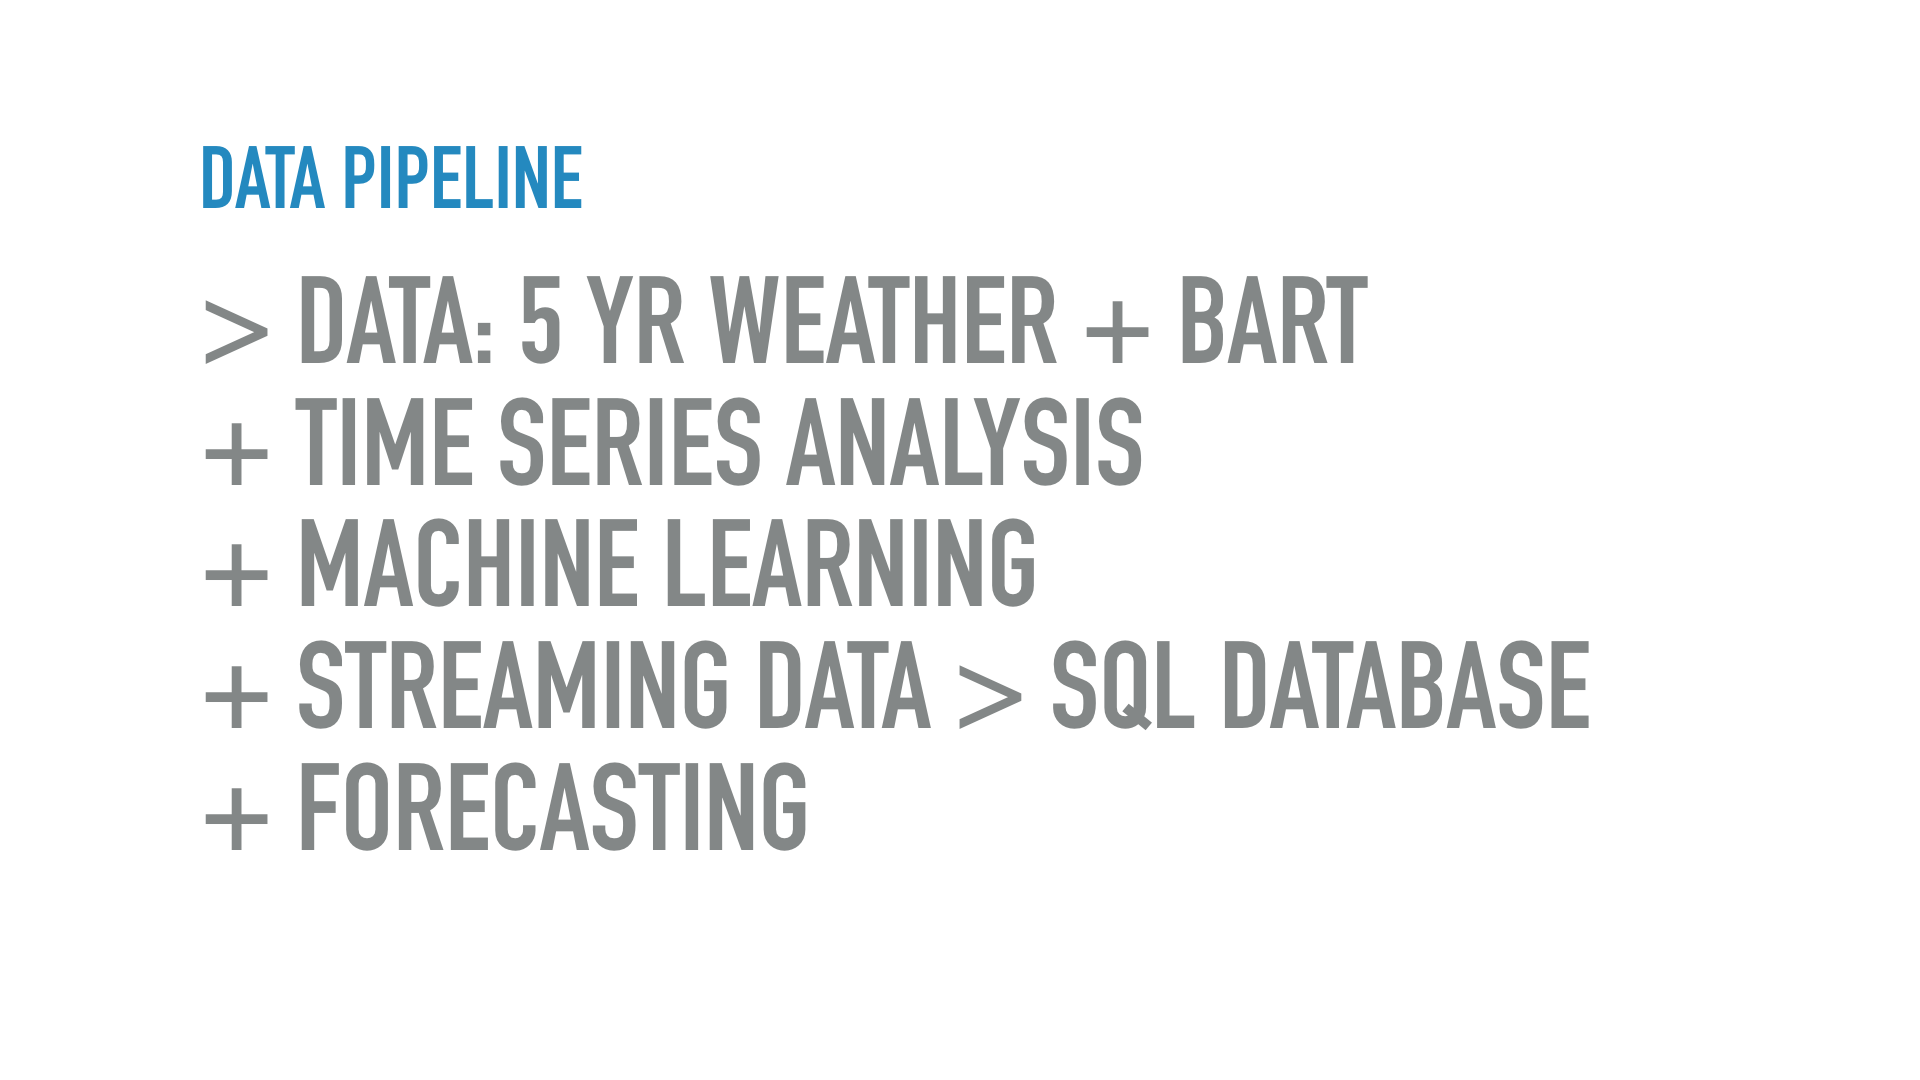 DATA PIPELINE
> DATA: 5 YR WEATHER + BART
+ TIME SERIES ANALYSIS
+ MACHINE LEARNING
+ STREAMING DATA > SQL DATABASE
+ FORECASTING